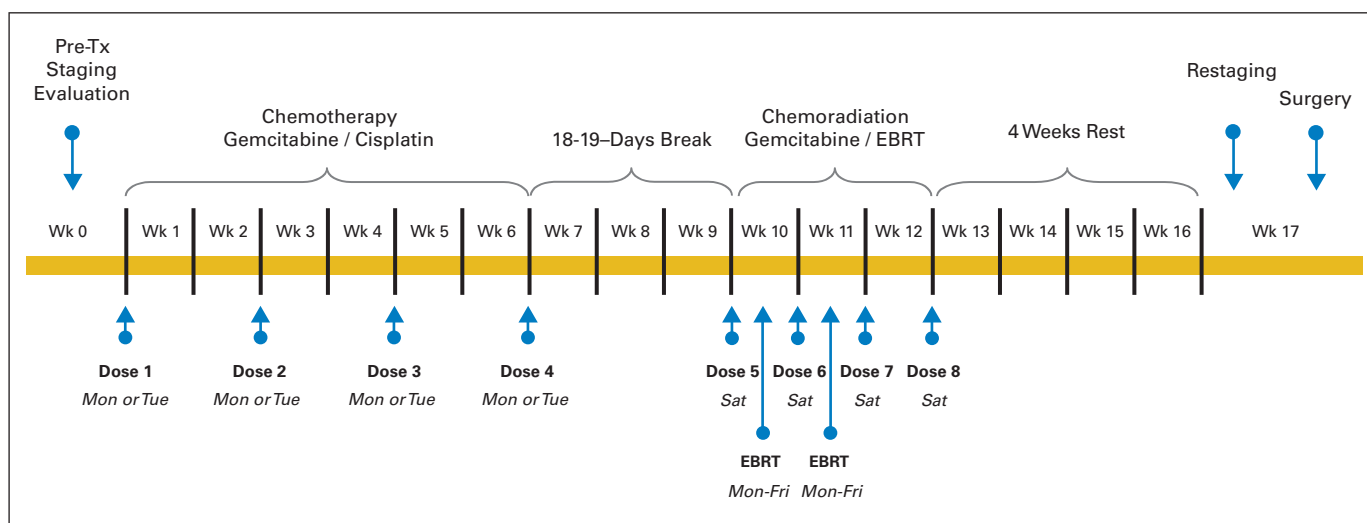 Pre-Tx
Staging
Evaluation
Chemotherapy
Gemcitabine / Cisplatin
18-19–Days Break
Chemoradiation
Gemcitabine / EBRT
4 Weeks Rest
Restaging
Surgery
Wk 0 Wk 1 Wk 2 Wk 3 Wk 4 Wk 5 Wk 6 Wk 7 Wk 8 Wk 9 Wk 10 Wk 11 Wk 12 Wk 13 Wk 14 Wk 15 Wk 16 Wk 17
Dose 1 Dose 2 Dose 3 Dose 4 Dose 5 Dose 6 Dose 7 Dose 8
Mon or Tue Mon or Tue Mon or Tue Mon or Tue Sat Sat Sat Sat
EBRT EBRT
Mon-Fri Mon-Fri